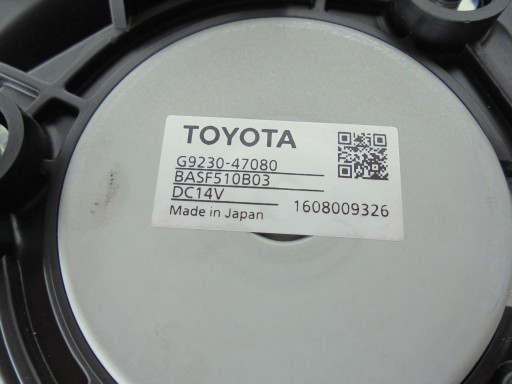 TOYOTA
G9230-47080
BASF510B03
DC14V
1608009326
Made in Japan